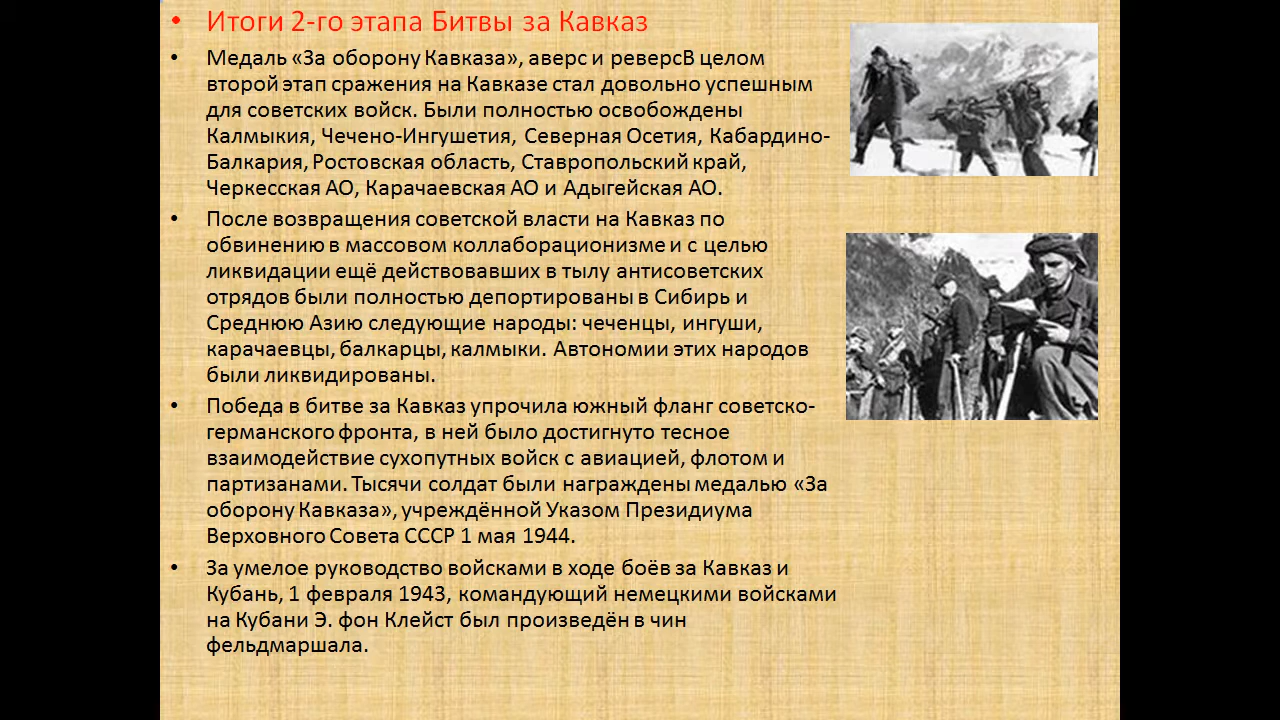 Итоги 2-го этапа Битвы за Кавказ
Медаль «За оборону Кавказа», аверс и реверсВ целом
второй этап сражения на Кавказе стал довольно успешным
для советских войск. Были полностью освобождены
Калмыкия, Чечено-Ингушетия, Северная Осетия, Кабардино-
Балкария, Ростовская область, Ставропольский край,
Черкесская АО, Карачаевская АО и Адыгейская АО.
После возвращения советской власти на Кавказ по
обвинению в массовом коллаборационизме и с целью
ликвидации ещё действовавших в тылу антисоветских
отрядов были полностью депортированы в Сибирь и
Среднюю Азию следующие народы: чеченцы, ингуши,
карачаевцы, балкарцы, калмыки. Автономии этих народов
были ликвидированы.
Победа в битве за Кавказ упрочила южный фланг советско-
германского фронта, в ней было достигнуто тесное
взаимодействие сухопутных войск с авиацией, флотом и
партизанами. Тысячи солдат были награждены медалью «За
оборону Кавказа», учреждённой Указом Президиума
Верховного Совета СССР 1 мая 1944.
За умелое руководство войсками в ходе боёв за Кавказ и
Кубань, 1 февраля 1943, командующий немецкими войсками
на Кубани Э. фон Клейст был произведён в чин
фельдмаршала.